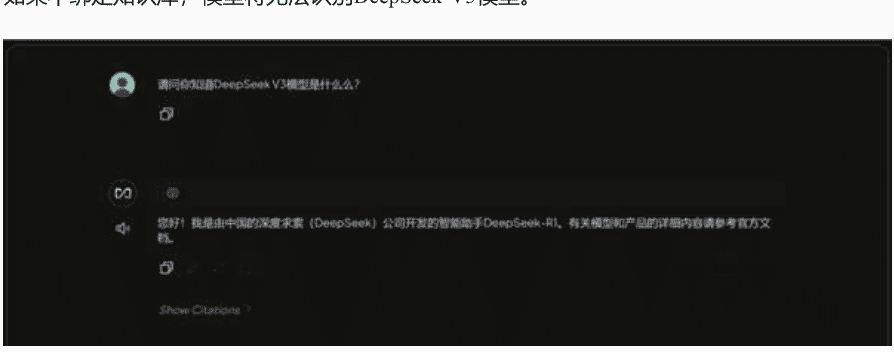 如果不绑定知识库，模型将无法识别DeepSeek-V3模型。
请问你知道DeepSeek V3模型是什么么？
您好！我是由中国的深度求索（DeepSeek）公司开发的智能助手DeepSeek-R1。有关模型和产品的详细内容请参考官方文
档。
Show Citations